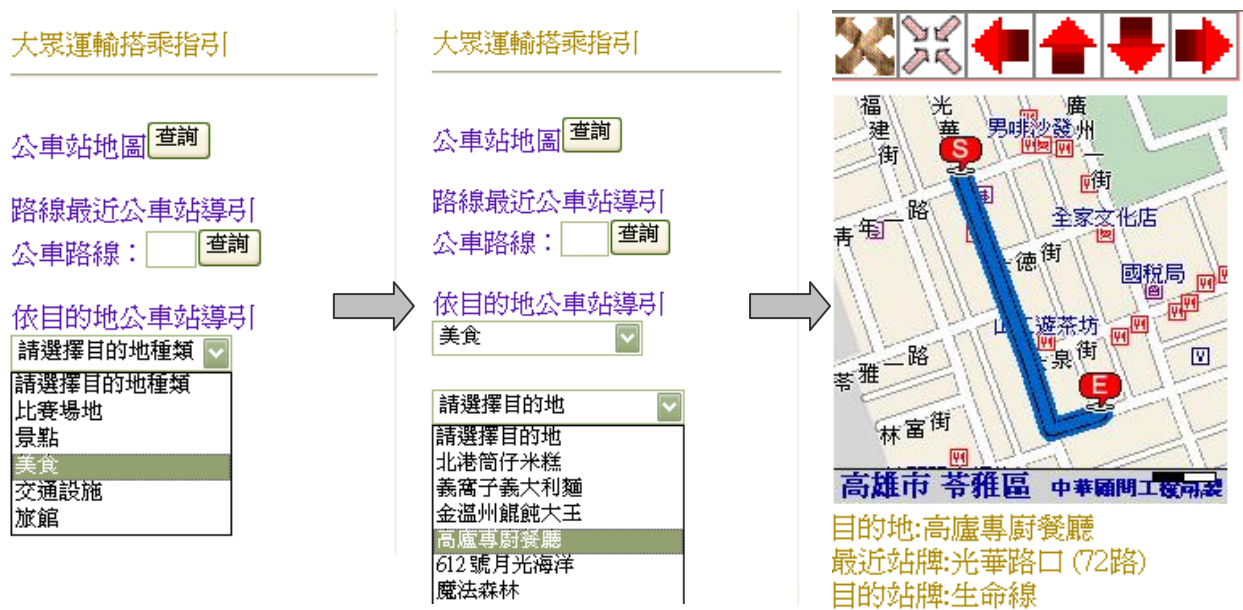 大眾運輸搭乘指引
公車站地圖 查詢
路線最近公車站導引
公車路線： 查詢
依目的地公車站導引
請選擇目的地種類
請選擇目的地種類
比賽場地
景點
美食
交通設施
旅館
大眾運輸搭乘指引
公車站地圖 查詢
路線最近公車站導引
公車路線： 查詢
依目的地公車站導引
美食
請選擇目的地
請選擇目的地
北港筒仔米糕
義窩子義大利麵
金溫州餛飩大王
高廬專廚餐廳
612號月光海洋
魔法森林
福建街
光華
廣州一街
男啡沙發
S
青年一路
全家文化店
德街
國稅局
遊茶坊
泉街
苓雅一路
E
林富街
高雄市 苓雅區
中華顧問工程司製
目的地:高廬專廚餐廳
最近站牌:光華路口 (72路)
目的站牌:生命線